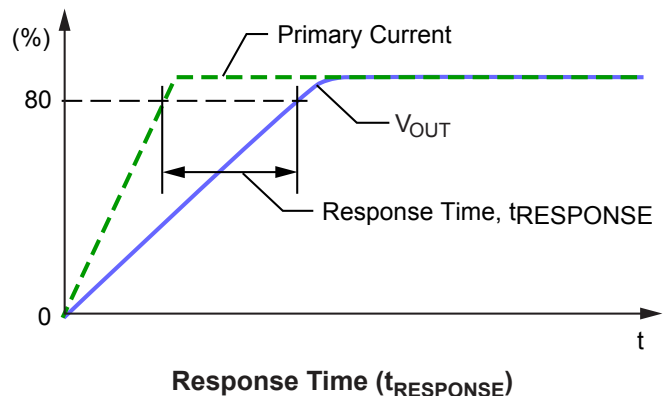 (%)
Primary Current
80
VOUT
Response Time, tRESPONSE
0
t
Response Time (tRESPONSE)